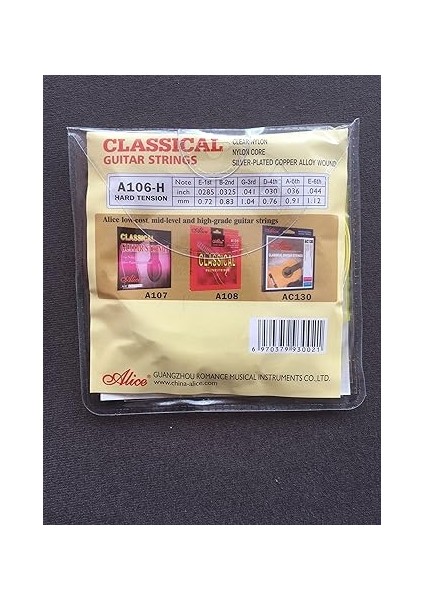 CLASSICAL
GUITAR STRINGS
CLEAR NYLON
NYLON CORE
SILVER-PLATED COPPER ALLOY WOUND
A106-H
HARD TENSION
Note E-1st B-2nd G-3rd D-4th A-5th E-6th
inch .0285 .0325 .041 .030 .036 .044
mm 0.72 0.83 1.04 0.76 0.91 1.12
Alice low-cost, mid-level and high-grade guitar strings
CLASSICAL
Alice
CLASSICAL
Alice
A107
A108
AC130
6 970379 930021
Alice®
GUANGZHOU ROMANCE MUSICAL INSTRUMENTS CO., LTD.
www.china-alice.com